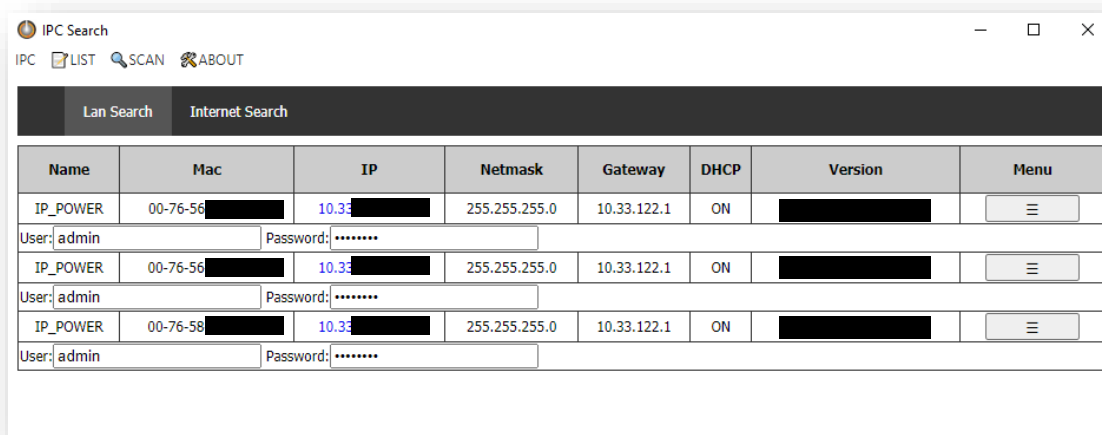 IPC Search
IPC LIST SCAN ABOUT
Lan Search Internet Search
Name Mac IP Netmask Gateway DHCP Version Menu
IP_POWER 00-76-56 10.33 255.255.255.0 10.33.122.1 ON
User: admin Password: ••••••••
IP_POWER 00-76-56 10.33 255.255.255.0 10.33.122.1 ON
User: admin Password: ••••••••
IP_POWER 00-76-58 10.33 255.255.255.0 10.33.122.1 ON
User: admin Password: ••••••••